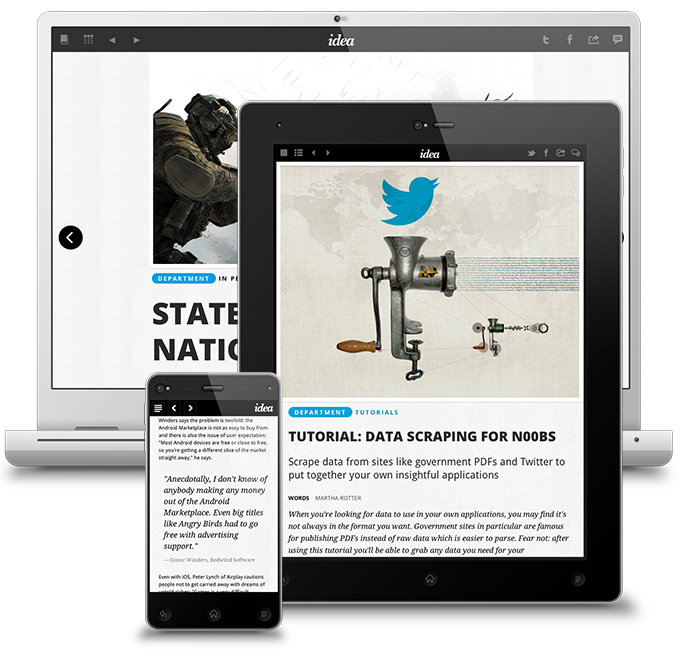 idea
DEPARTMENT IN
STATE
NATIO
idea
DEPARTMENT TUTORIALS
TUTORIAL: DATA SCRAPING FOR N00BS
Scrape data from sites like government PDFs and Twitter to
put together your own insightful applications
WORDS MARTHA ROTTER
When you're looking for data to use in your own applications, you may find it's
not always in the format you want. Government sites in particular are famous
for publishing PDFs instead of raw data which is easier to parse. Fear not: after
using this tutorial you'll be able to grab any data you need for your
idea
Winders says the problem is twofold: the
Android Marketplace is not as easy to buy from
and there is also the issue of user expectation:
"Most Android devices are free or close to free,
so you're getting a different slice of the market
straight away," he says.
"Anecdotally, I don't know of
anybody making any money
out of the Android
Marketplace. Even big titles
like Angry Birds had to go
free with advertising
support."
— Conor Winders, Redwind Software
Even with iOS, Peter Lynch of Airplay cautions
people not to get carried away with dreams of